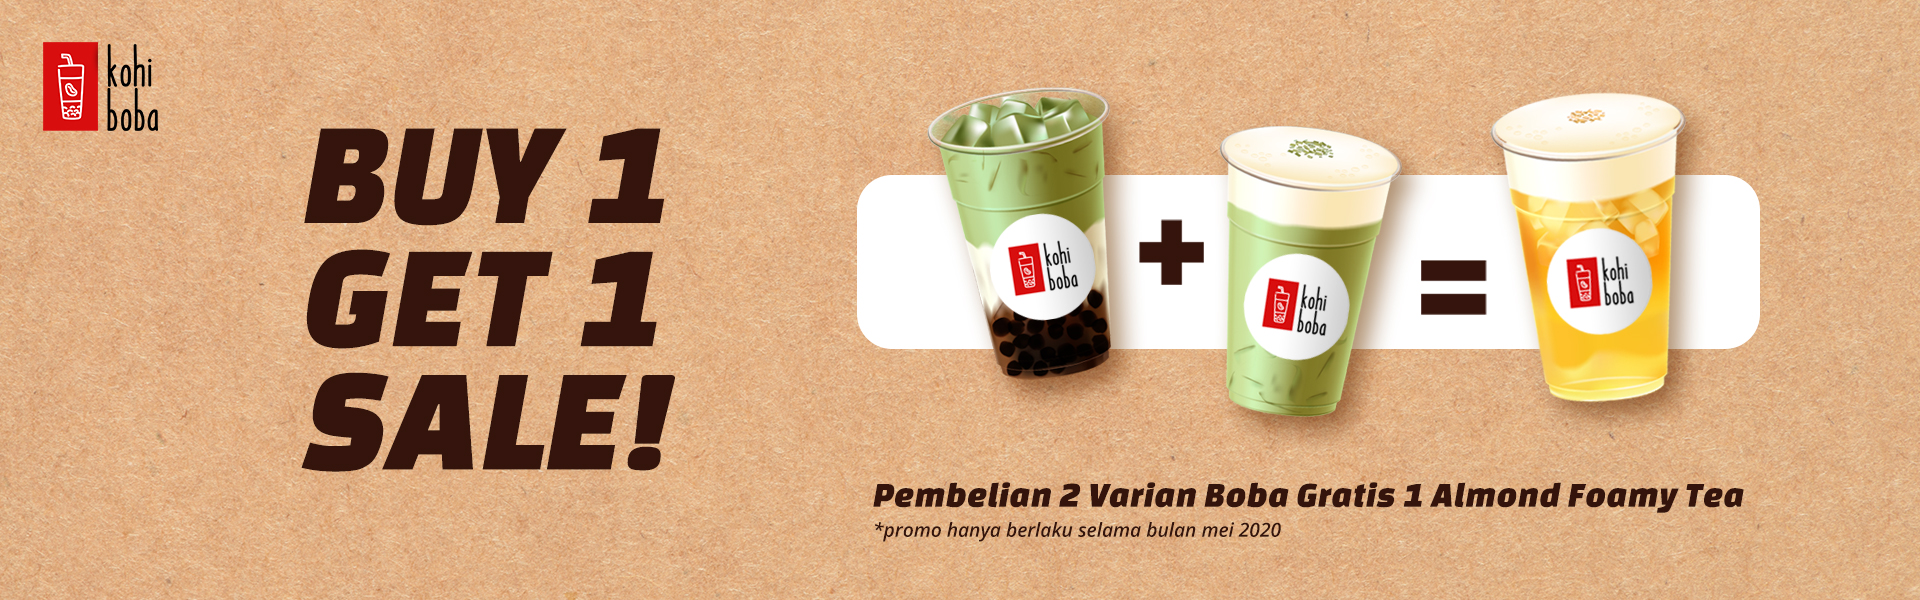 kohi
boba
BUY 1
GET 1
SALE!
kohi
boba
+
kohi
boba
=
kohi
boba
Pembelian 2 Varian Boba Gratis 1 Almond Foamy Tea
*promo hanya berlaku selama bulan mei 2020